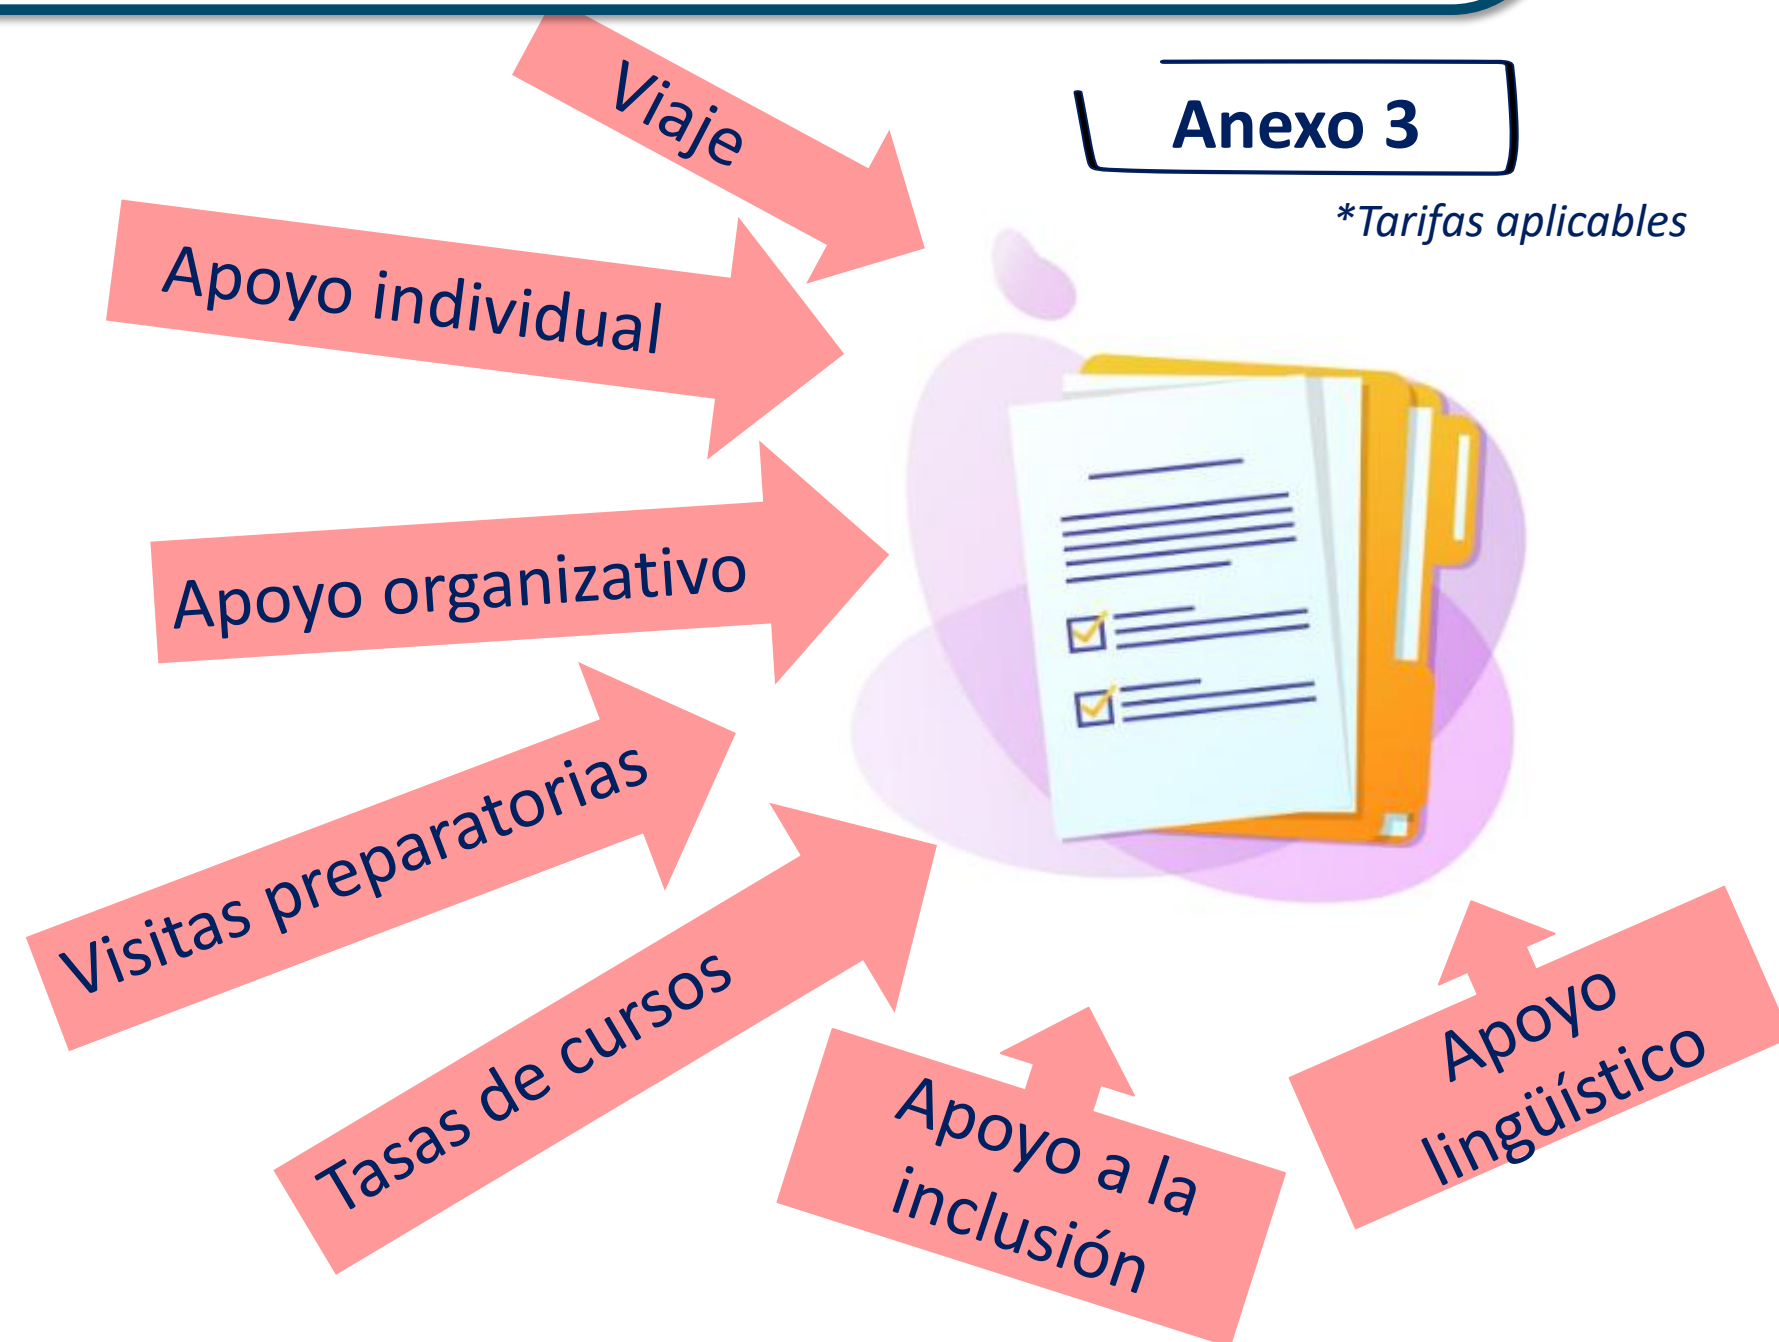 Viaje
Anexo 3
*Tarifas aplicables
Apoyo individual
Apoyo organizativo
Visitas preparatorias
Tasas de cursos
Apoyo a la
inclusión
Apoyo
lingüístico